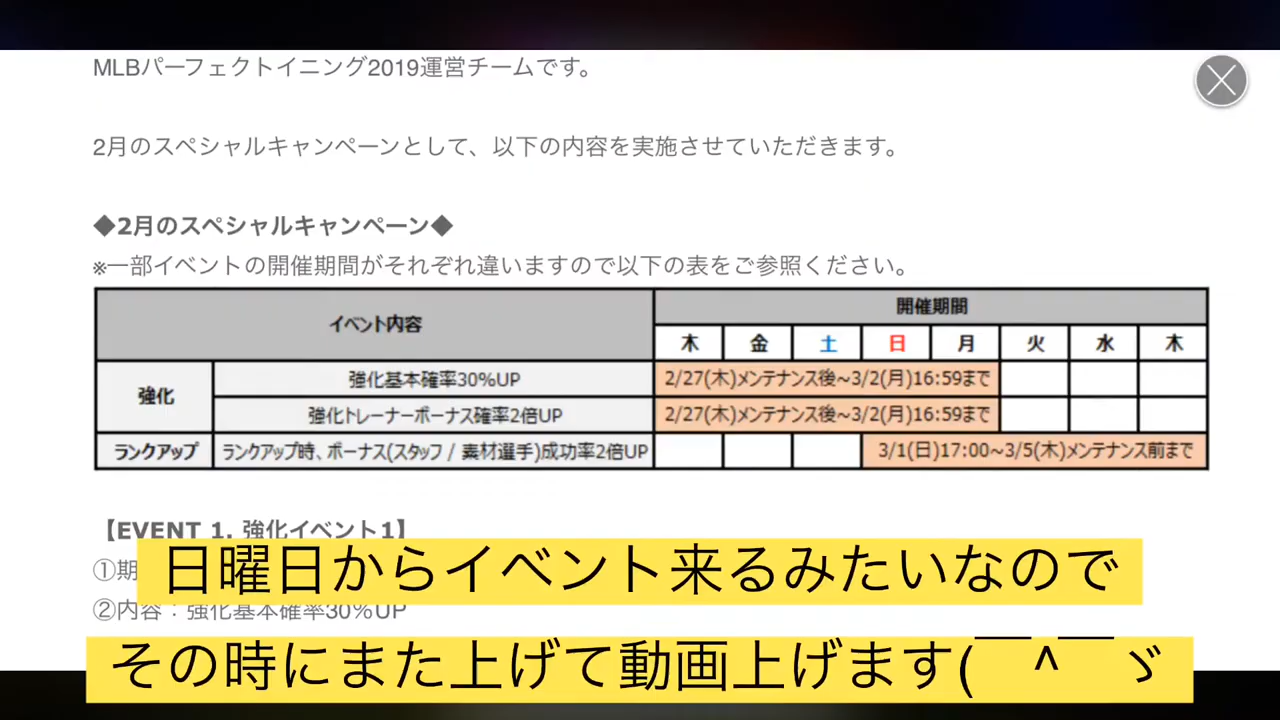 MLBパーフェクトイニング2019運営チームです。
2月のスペシャルキャンペーンとして、以下の内容を実施させていただきます。
◆2月のスペシャルキャンペーン◆
※一部イベントの開催期間がそれぞれ違いますので以下の表をご参照ください。
イベント内容 開催期間
木 金 土 日 月 火 水 木
強化 強化基本確率30%UP 2/27(木)メンテナンス後~3/2(月)16:59まで
強化トレーナーボーナス確率2倍UP 2/27(木)メンテナンス後~3/2(月)16:59まで
ランクアップ ランクアップ時、ボーナス(スタッフ / 素材選手)成功率2倍UP 3/1(日)17:00~3/5(木)メンテナンス前まで
【EVENT 1. 強化イベント1】
①期
日曜日からイベント来るみたいなので
②内容：強化基本確率30%UP
その時にまた上げて動画上げます(￣^￣ゞ